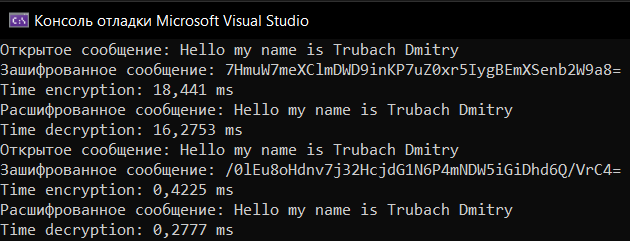 Консоль отладки Microsoft Visual Studio
Открытое сообщение: Hello my name is Trubach Dmitry
Зашифрованное сообщение: 7HmuW7meXClmDWD9inKP7uZ0xr5IygBEmXSenb2W9a8=
Time encryption: 18,441 ms
Расшифрованное сообщение: Hello my name is Trubach Dmitry
Time decryption: 16,2753 ms
Открытое сообщение: Hello my name is Trubach Dmitry
Зашифрованное сообщение: /0lEu8oHdnv7j32HcjdG1N6P4mNDW5iGiDhd6Q/VrC4=
Time encryption: 0,4225 ms
Расшифрованное сообщение: Hello my name is Trubach Dmitry
Time decryption: 0,2777 ms